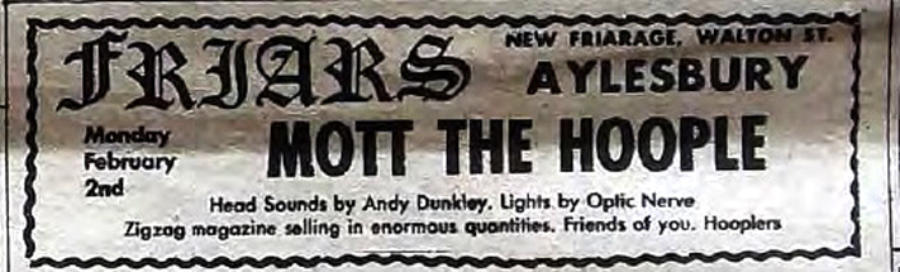 FRIARS
NEW FRIARAGE, WALTON ST.
AYLESBURY
Monday
February
2nd
MOTT THE HOOPLE
Head Sounds by Andy Dunkley. Lights by Optic Nerve
Zigzag magazine selling in enormous quantities. Friends of you. Hooplers